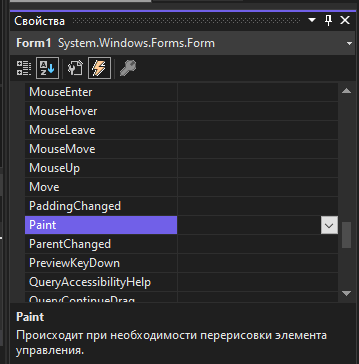 Свойства
Form1 System.Windows.Forms.Form
MouseEnter
MouseHover
MouseLeave
MouseMove
MouseUp
Move
PaddingChanged
Paint
ParentChanged
PreviewKeyDown
QueryAccessibilityHelp
QueryContinueDrag
Paint
Происходит при необходимости перерисовки элемента
управления.